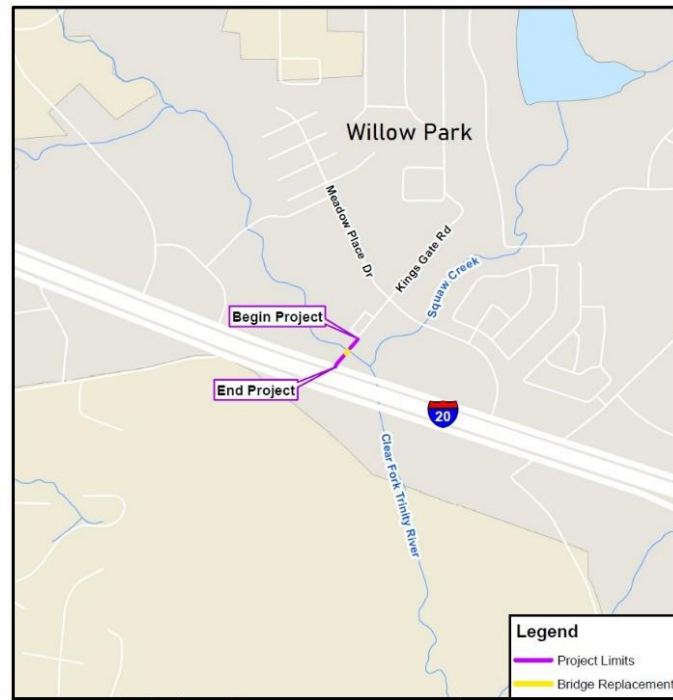 Willow Park
Meadow Place Dr
Kings Gate Rd
Squaw Creek
Begin Project
End Project
20
Clear Fork Trinity River
Legend
Project Limits
Bridge Replacement